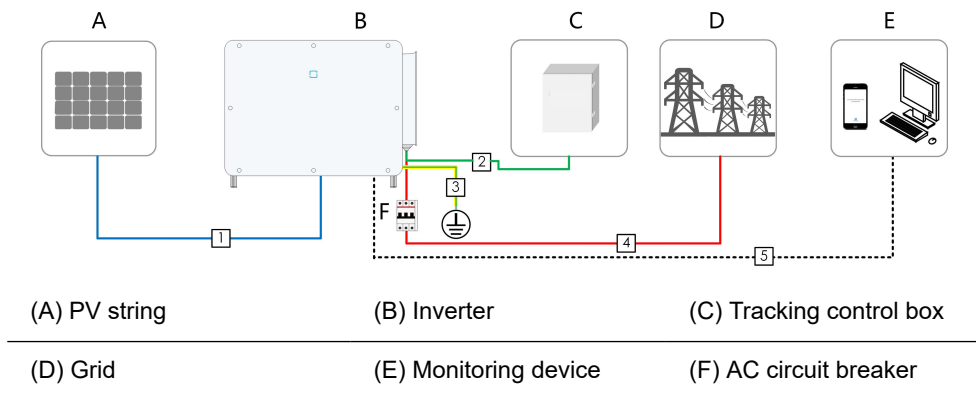 A B C D E
2
3
F
1
4
5
(A) PV string (B) Inverter (C) Tracking control box
(D) Grid (E) Monitoring device (F) AC circuit breaker